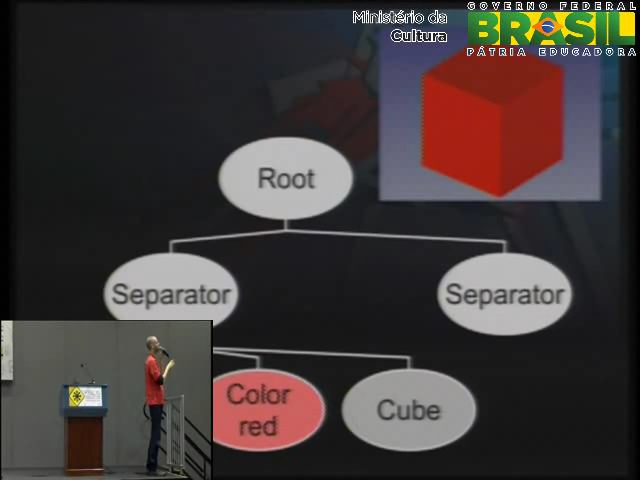 GOVERNO FEDERAL
Ministério da
Cultura
BRASIL
PÁTRIA EDUCADORA
Root
Separator
Separator
Color
red
Cube